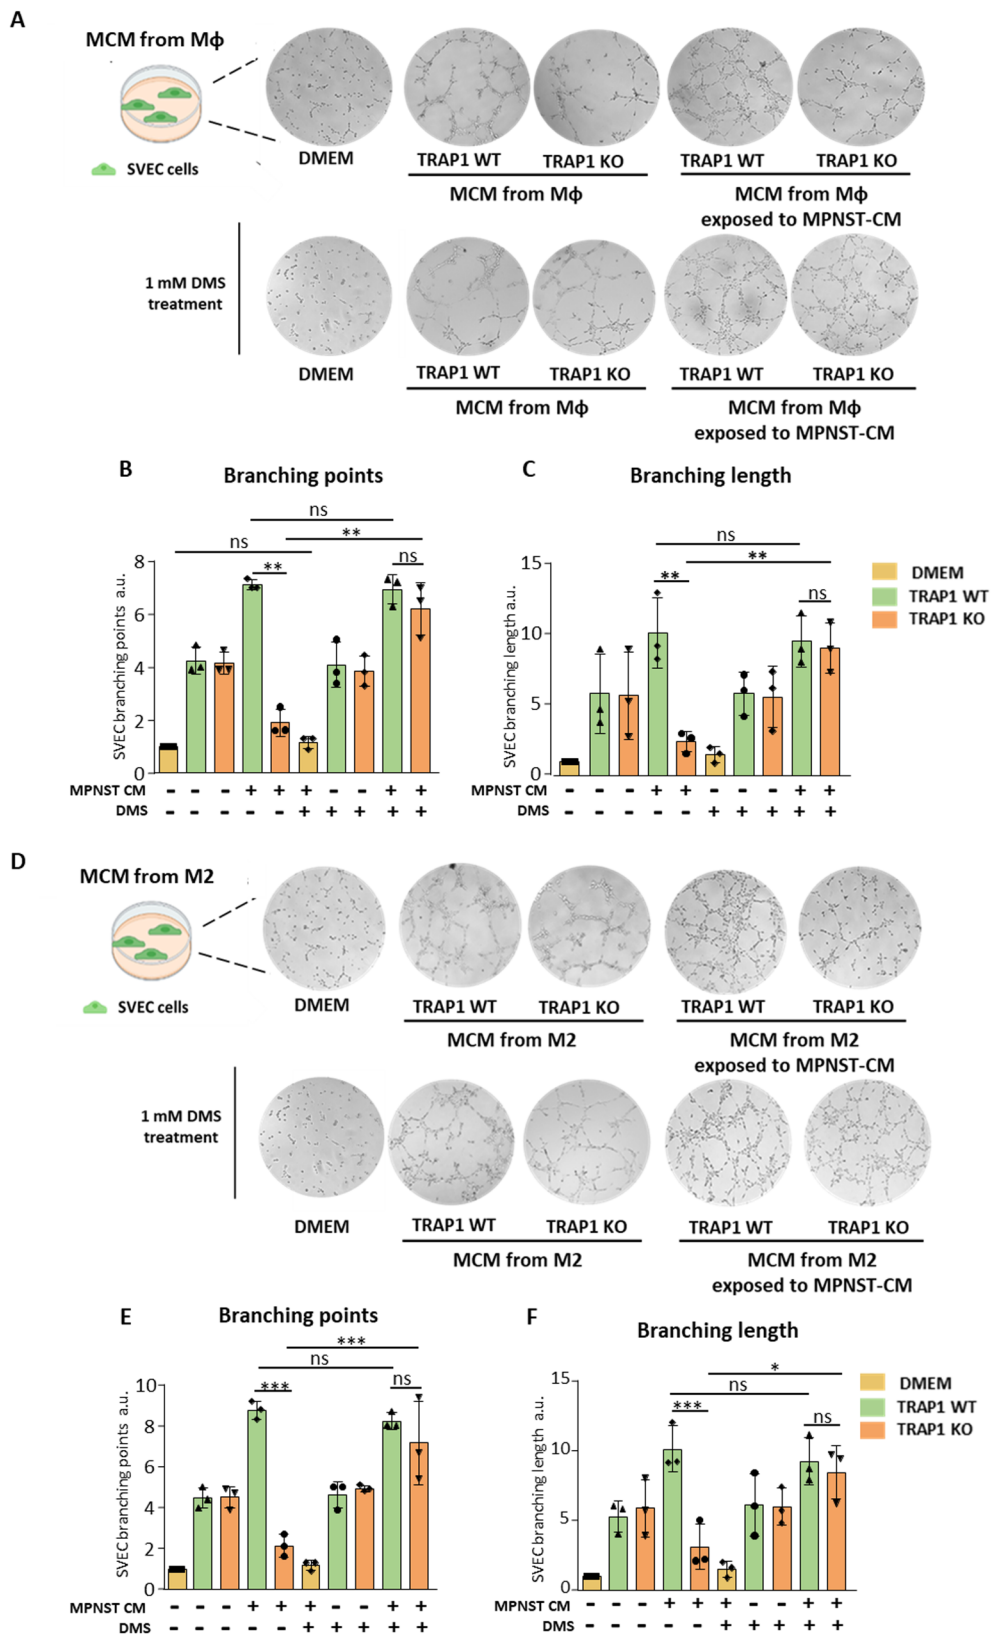 A
MCM from Mϕ
SVEC cells
DMEM
TRAP1 WT TRAP1 KO TRAP1 WT TRAP1 KO
MCM from Mϕ MCM from Mϕ
exposed to MPNST-CM
1 mM DMS
treatment
DMEM
TRAP1 WT TRAP1 KO TRAP1 WT TRAP1 KO
MCM from Mϕ MCM from Mϕ
exposed to MPNST-CM
B
Branching points
ns
**
ns
**
ns
SVEC branching points a.u.
8
6
4
2
0
MPNST CM - - - + + + - - + +
DMS - - - - - + + + + +
C
Branching length
ns
**
**
ns
SVEC branching length a.u.
15
10
5
0
MPNST CM - - - + + - - - + +
DMS - - - - - + + + + +
DMEM
TRAP1 WT
TRAP1 KO
D
MCM from M2
SVEC cells
DMEM
TRAP1 WT TRAP1 KO TRAP1 WT TRAP1 KO
MCM from M2 MCM from M2
exposed to MPNST-CM
1 mM DMS
treatment
DMEM
TRAP1 WT TRAP1 KO TRAP1 WT TRAP1 KO
MCM from M2 MCM from M2
exposed to MPNST-CM
E
Branching points
***
ns
***
ns
SVEC branching points a.u.
10
8
6
4
2
0
MPNST CM - - - + + + - - + +
DMS - - - - - + + + + +
F
Branching length
*
ns
***
ns
SVEC branching length a.u.
15
10
5
0
MPNST CM - - - + + + - - + +
DMS - - - - - + + + + +
DMEM
TRAP1 WT
TRAP1 KO